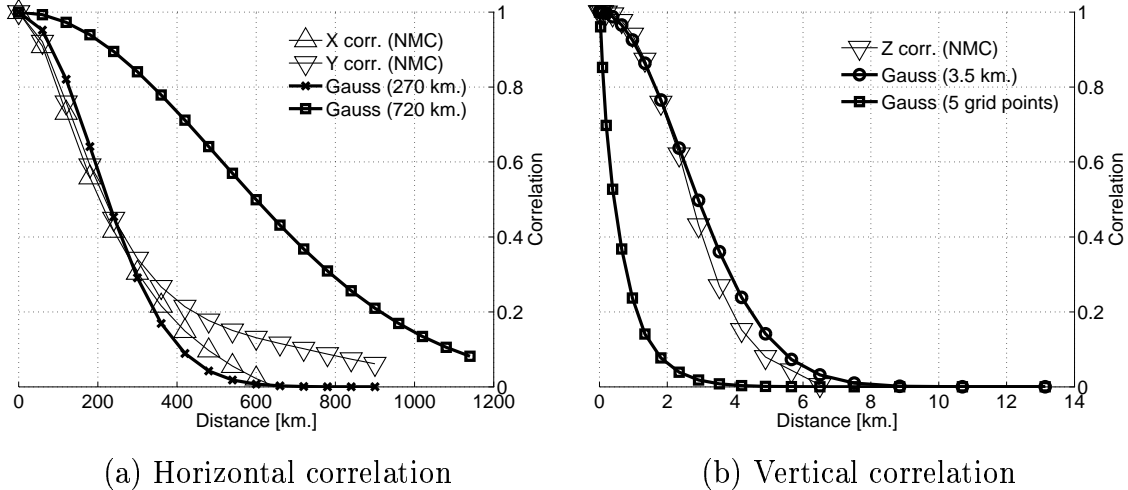 1
0.8
0.6
0.4
0.2
0
Correlation
0 200 400 600 800 1000 1200
Distance [km.]
X corr. (NMC)
Y corr. (NMC)
Gauss (270 km.)
Gauss (720 km.)
(a) Horizontal correlation
1
0.8
0.6
0.4
0.2
0
Correlation
0 2 4 6 8 10 12 14
Distance [km.]
Z corr. (NMC)
Gauss (3.5 km.)
Gauss (5 grid points)
(b) Vertical correlation